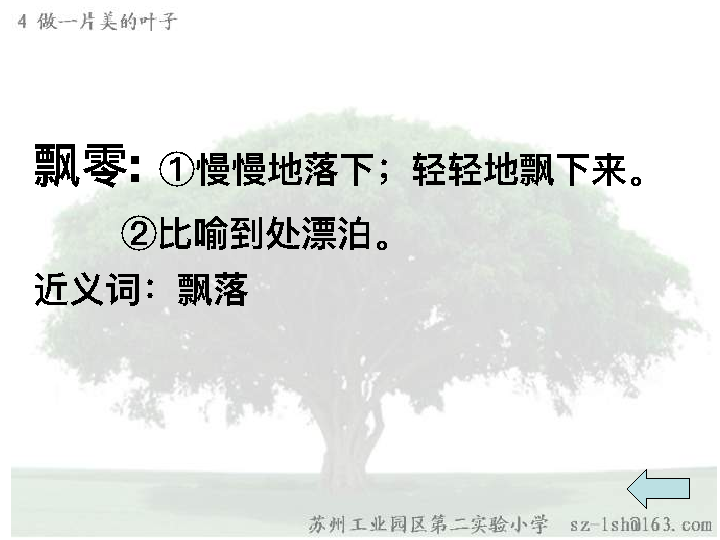 4 做一片美的叶子
飘零: ①慢慢地落下；轻轻地飘下来。
②比喻到处漂泊。
近义词：飘落
苏州工业园区第二实验小学 sz-lsh@163.com